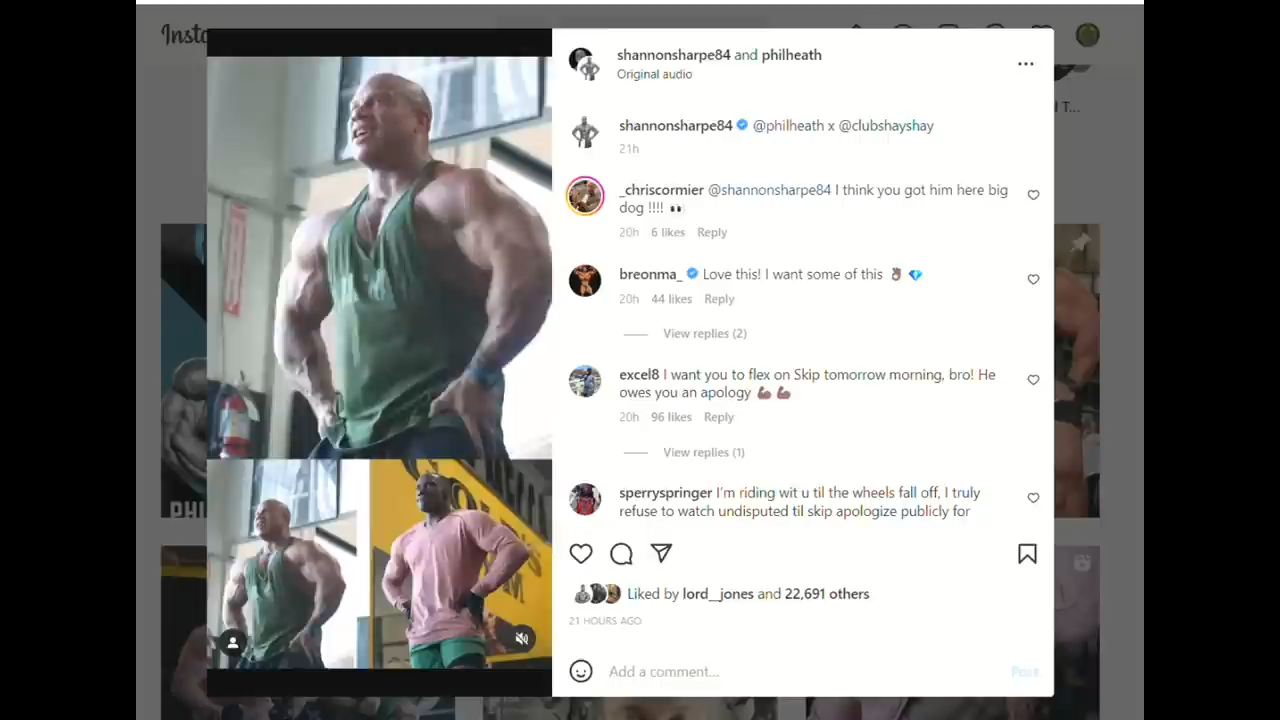 Insta
shannonsharpe84 and philheath
Original audio
shannonsharpe84 @philheath x @clubshayshay
21h
_chriscormier @shannonsharpe84 I think you got him here big
dog !!!! 👀
20h 6 likes Reply
breonma_ Love this! I want some of this 👌🏾 💎
20h 44 likes Reply
View replies (2)
excel8 I want you to flex on Skip tomorrow morning, bro! He
owes you an apology 💪🏾 💪🏾
20h 96 likes Reply
View replies (1)
sperryspringer I’m riding wit u til the wheels fall off, I truly
refuse to watch undisputed til skip apologize publicly for
Liked by lord__jones and 22,691 others
21 HOURS AGO
Add a comment...
Post
T...
PHIL